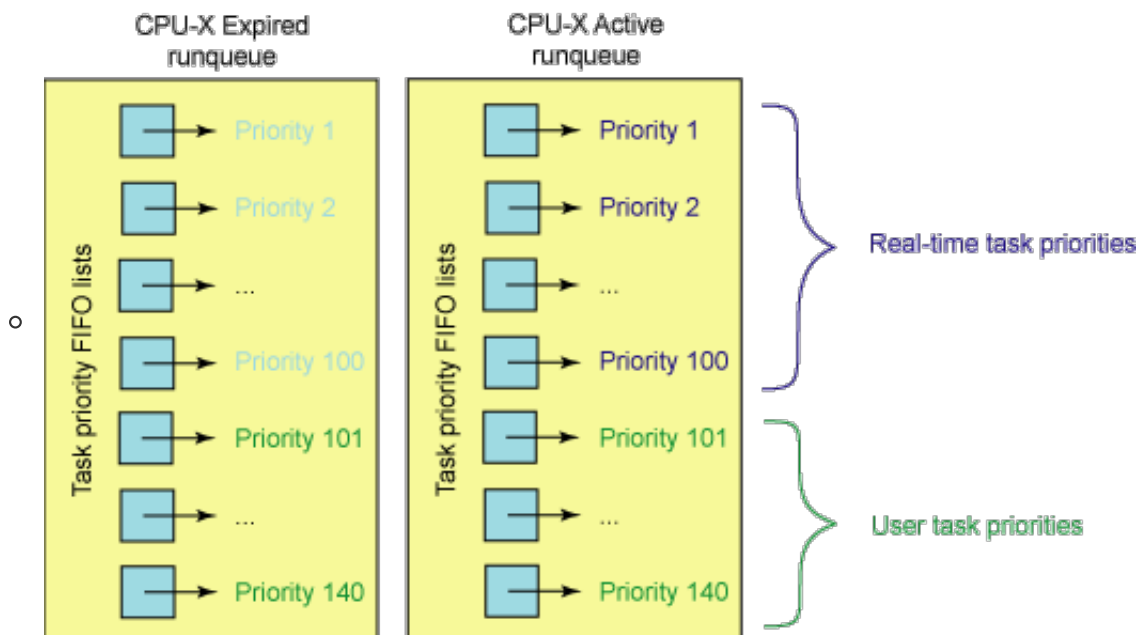 CPU-X Expired
runqueue
Task priority FIFO lists
Priority 1
Priority 2
...
Priority 100
Priority 101
...
Priority 140
CPU-X Active
runqueue
Task priority FIFO lists
Priority 1
Priority 2
...
Priority 100
Priority 101
...
Priority 140
Real-time task priorities
User task priorities